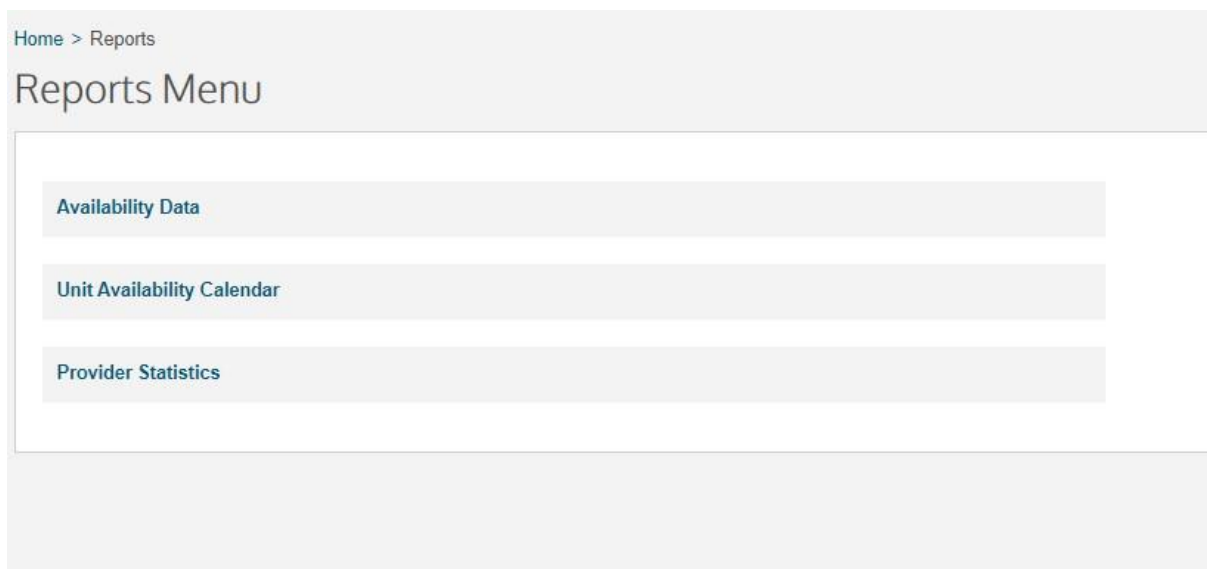 Home > Reports
Reports Menu
Availability Data
Unit Availability Calendar
Provider Statistics